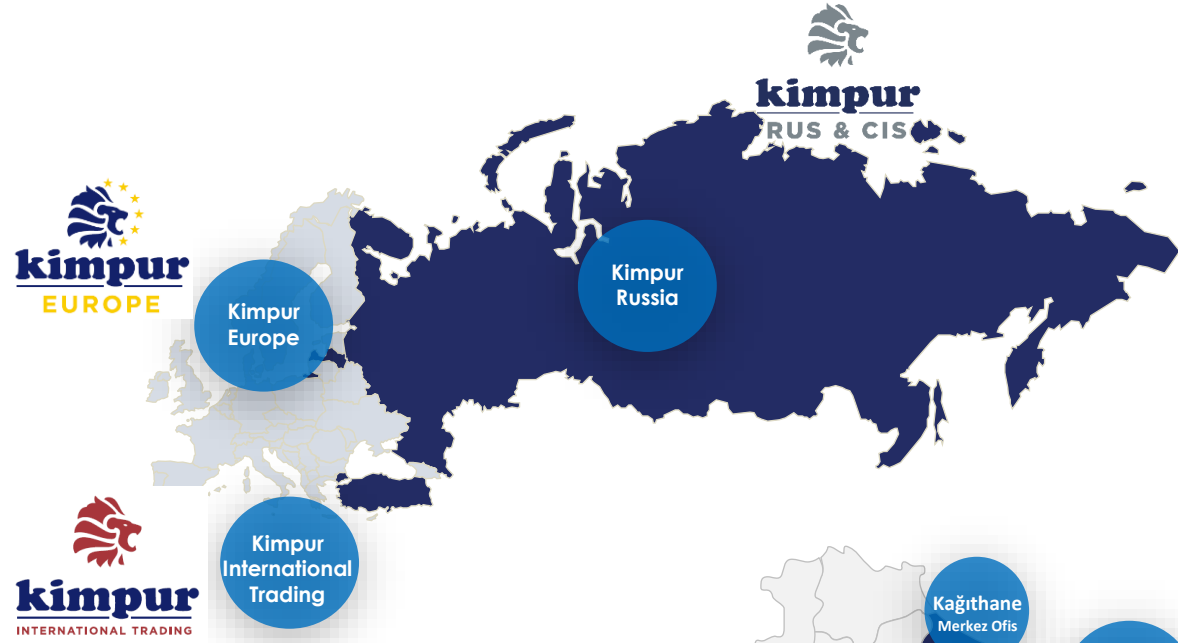 kimpur
RUS & CIS
kimpur
EUROPE
Kimpur
Europe
Kimpur
Russia
kimpur
INTERNATIONAL TRADING
Kimpur
International
Trading
Kağıthane
Merkez Ofis